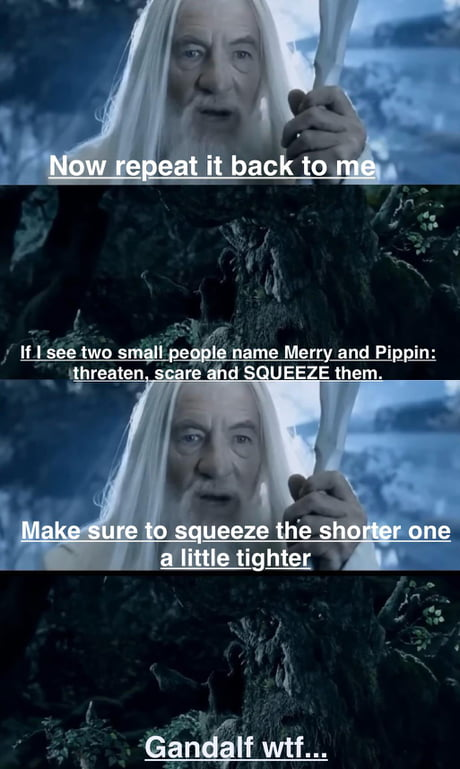 Now repeat it back to me
If I see two small people name Merry and Pippin:
threaten, scare and SQUEEZE them.
Make sure to squeeze the shorter one
a little tighter
Gandalf wtf...